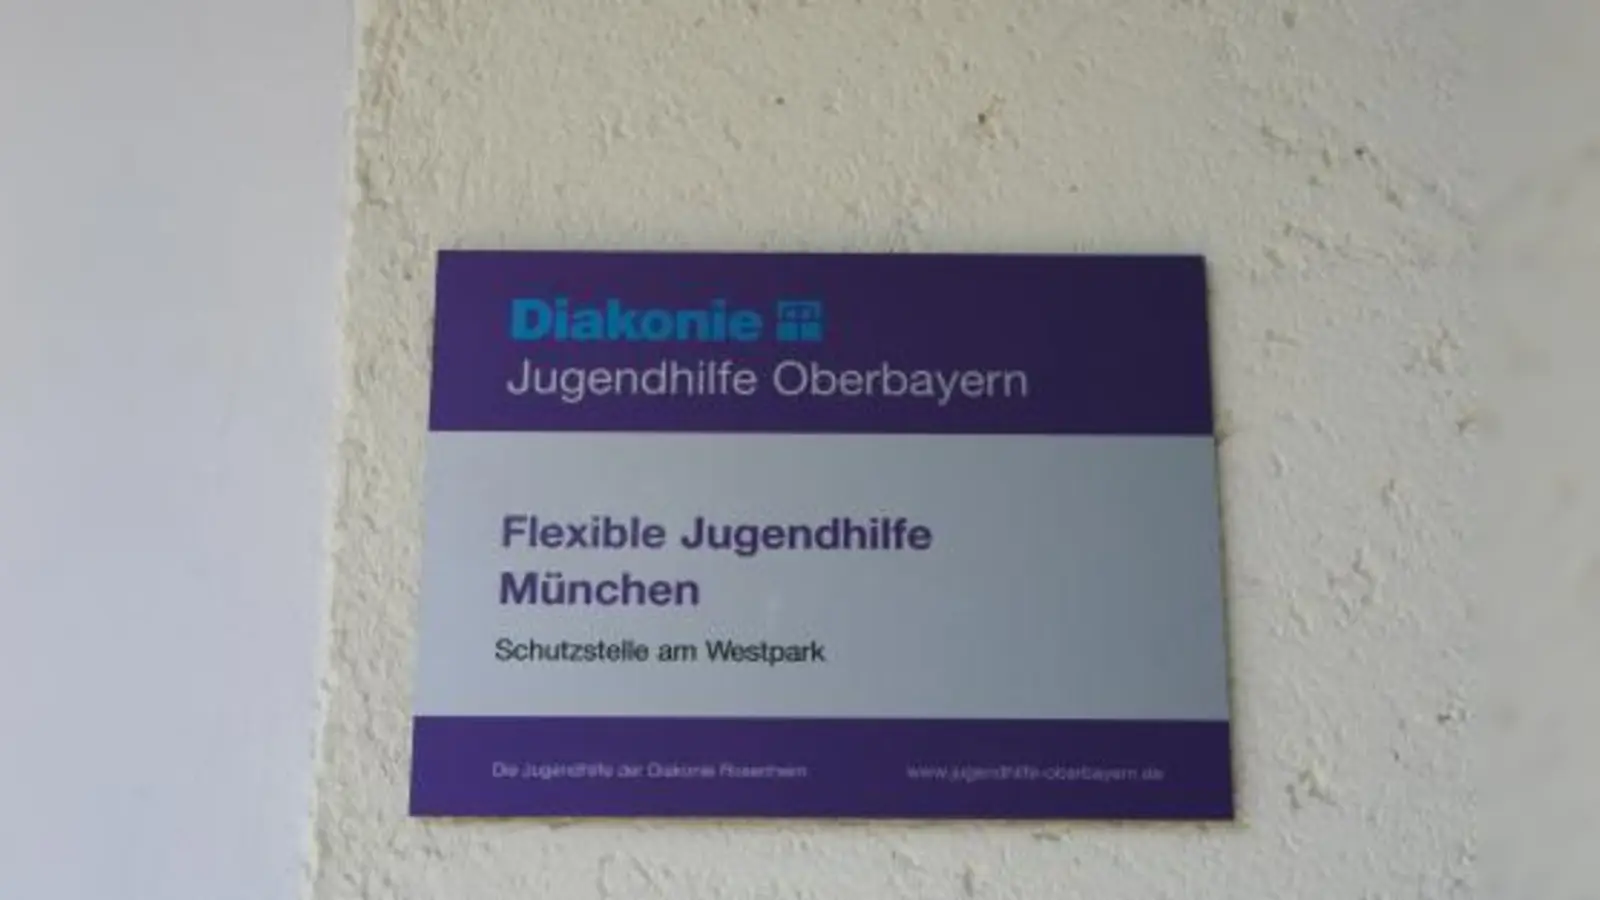 Diakonie
Jugendhilfe Oberbayern
Flexible Jugendhilfe
München
Schutzstelle am Westpark
Die Jugendhilfe der Diakonie Rosenheim
www.jugendhilfe-oberbayern.de